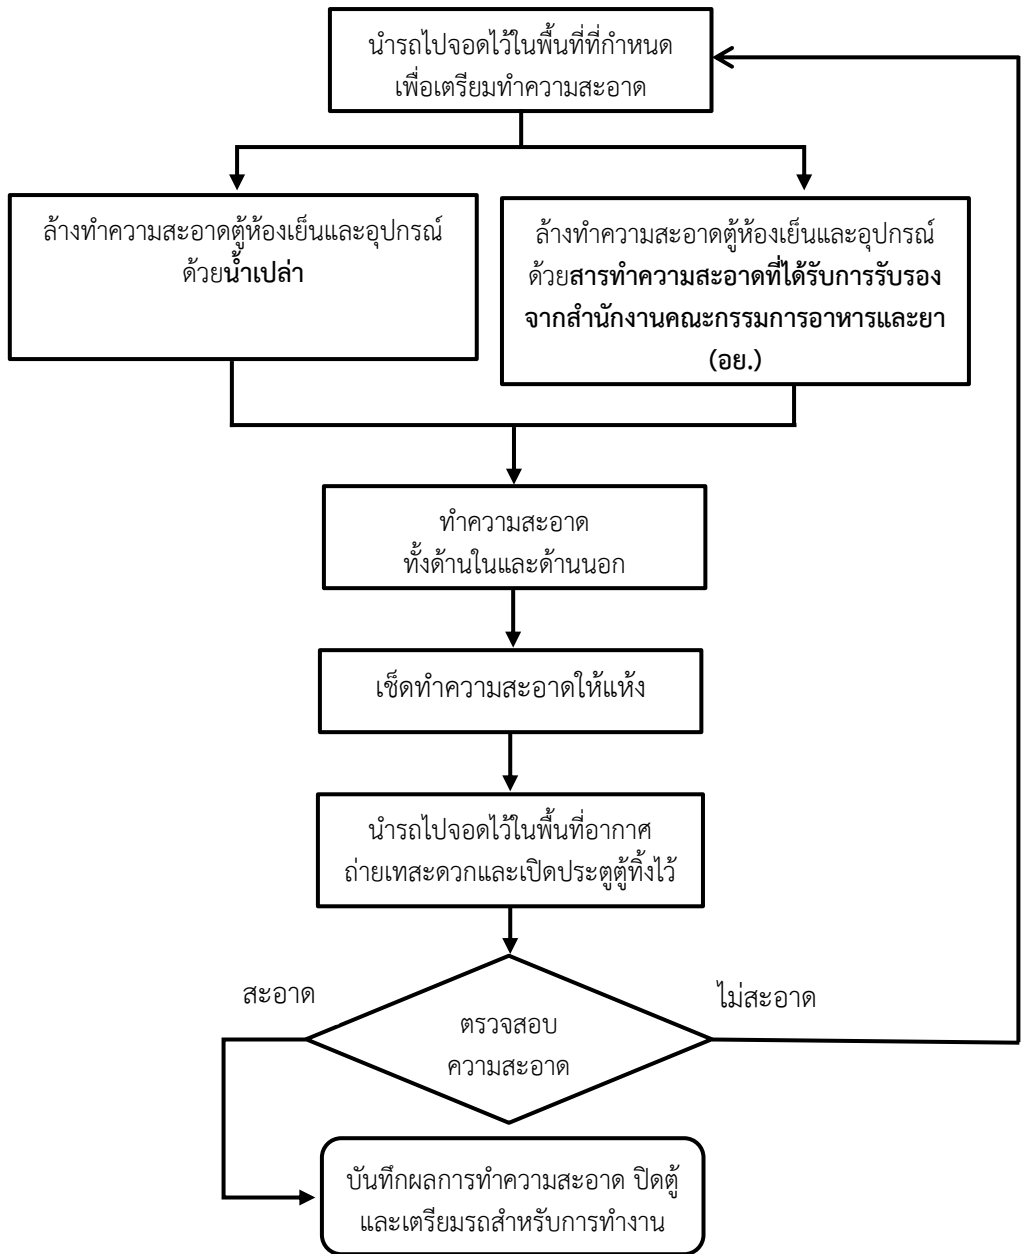 นำรถไปจอดไว้ในพื้นที่ที่กำหนด
เพื่อเตรียมทำความสะอาด
ล้างทำความสะอาดตู้ห้องเย็นและอุปกรณ์
ด้วยน้ำเปล่า
ล้างทำความสะอาดตู้ห้องเย็นและอุปกรณ์
ด้วยสารทำความสะอาดที่ได้รับการรับรอง
จากสำนักงานคณะกรรมการอาหารและยา
(อย.)
ทำความสะอาด
ทั้งด้านในและด้านนอก
เช็ดทำความสะอาดให้แห้ง
นำรถไปจอดไว้ในพื้นที่อากาศ
ถ่ายเทสะดวกและเปิดประตูตู้ทิ้งไว้
สะอาด
ไม่สะอาด
ตรวจสอบ
ความสะอาด
บันทึกผลการทำความสะอาด ปิดตู้
และเตรียมรถสำหรับการทำงาน